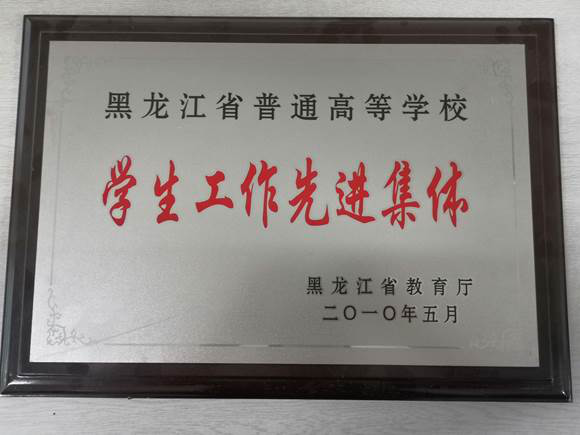 黑龙江省普通高等学校
学生工作先进集体
黑龙江省教育厅
二〇一〇年五月